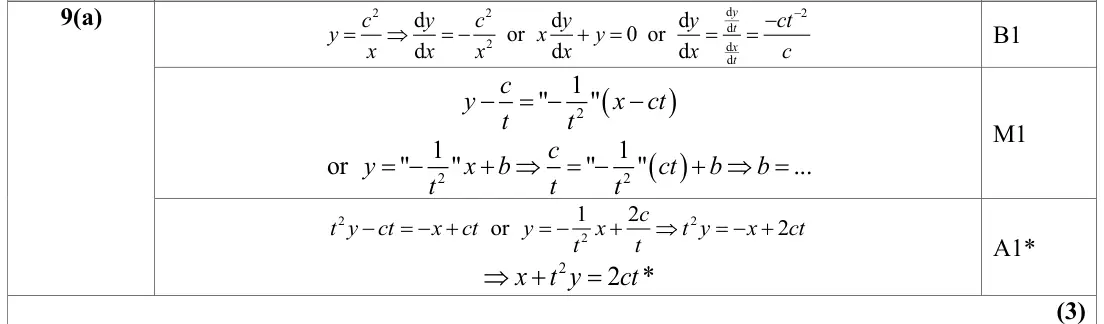 9(a)
y = c²/x ⇒ dy/dx = −c²/x² or x dy/dx + y = 0 or dy/dx = (dy/dt)/(dx/dt) = −ct⁻²/c
B1
y − c/t = "−1/t²"(x − ct)
or y = "−1/t²"x + b ⇒ c/t = "−1/t²"(ct) + b ⇒ b = ...
M1
t²y − ct = −x + ct or y = −1/t² x + 2c/t ⇒ t²y = −x + 2ct
⇒ x + t²y = 2ct *
A1*
(3)